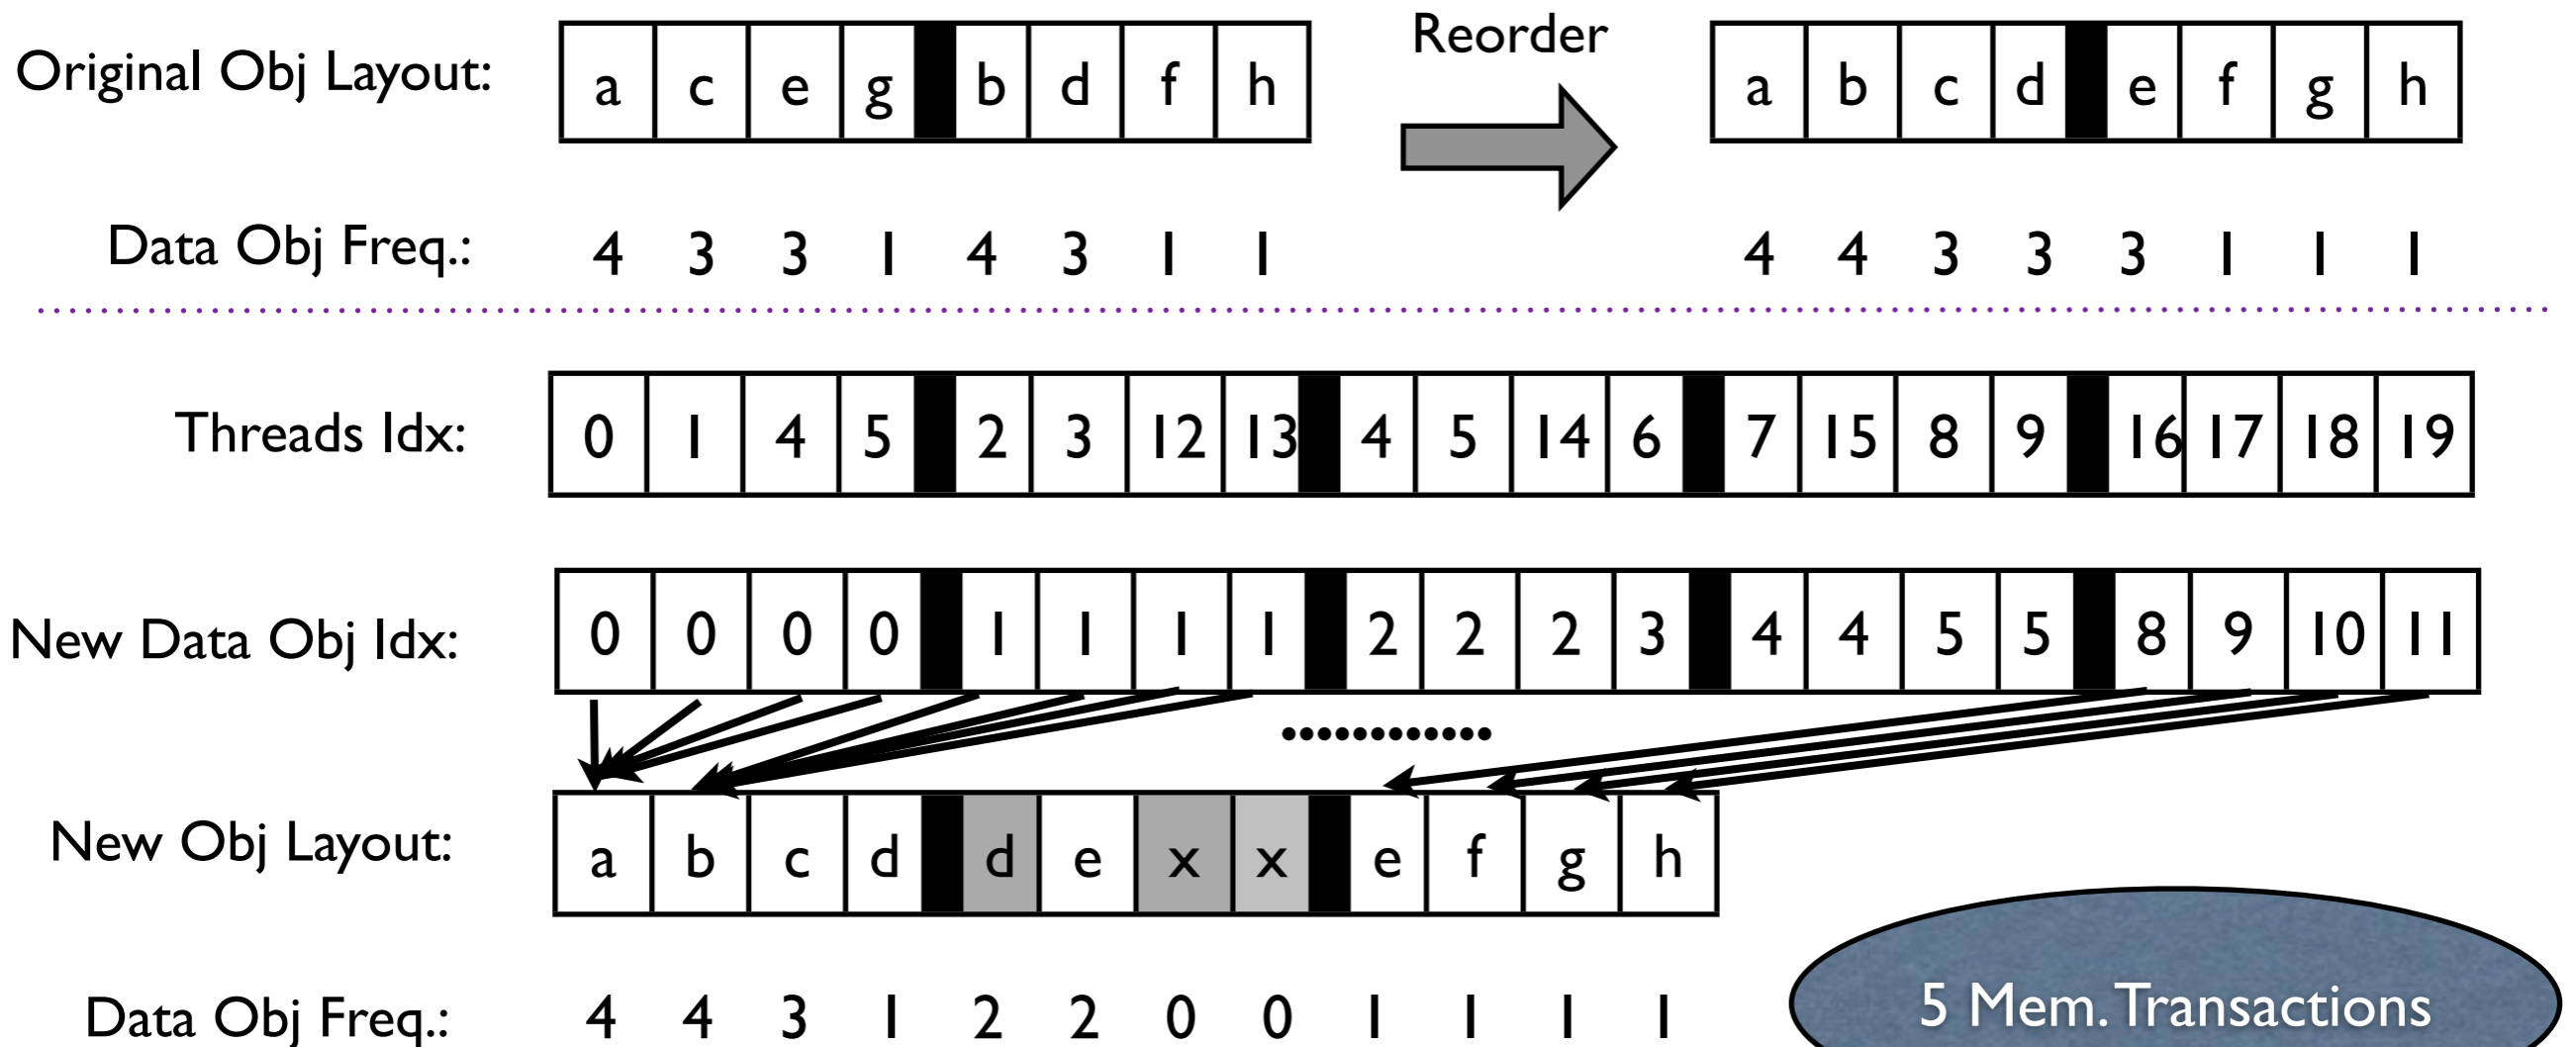 Reorder
Original Obj Layout: a c e g b d f h a b c d e f g h
Data Obj Freq.: 4 3 3 1 4 3 1 1 4 4 3 3 3 1 1 1
Threads Idx: 0 1 4 5 2 3 12 13 4 5 14 6 7 15 8 9 16 17 18 19
New Data Obj Idx: 0 0 0 0 1 1 1 1 2 2 2 3 4 4 5 5 8 9 10 11
New Obj Layout: a b c d d e x x e f g h
Data Obj Freq.: 4 4 3 1 2 2 0 0 1 1 1 1
5 Mem. Transactions